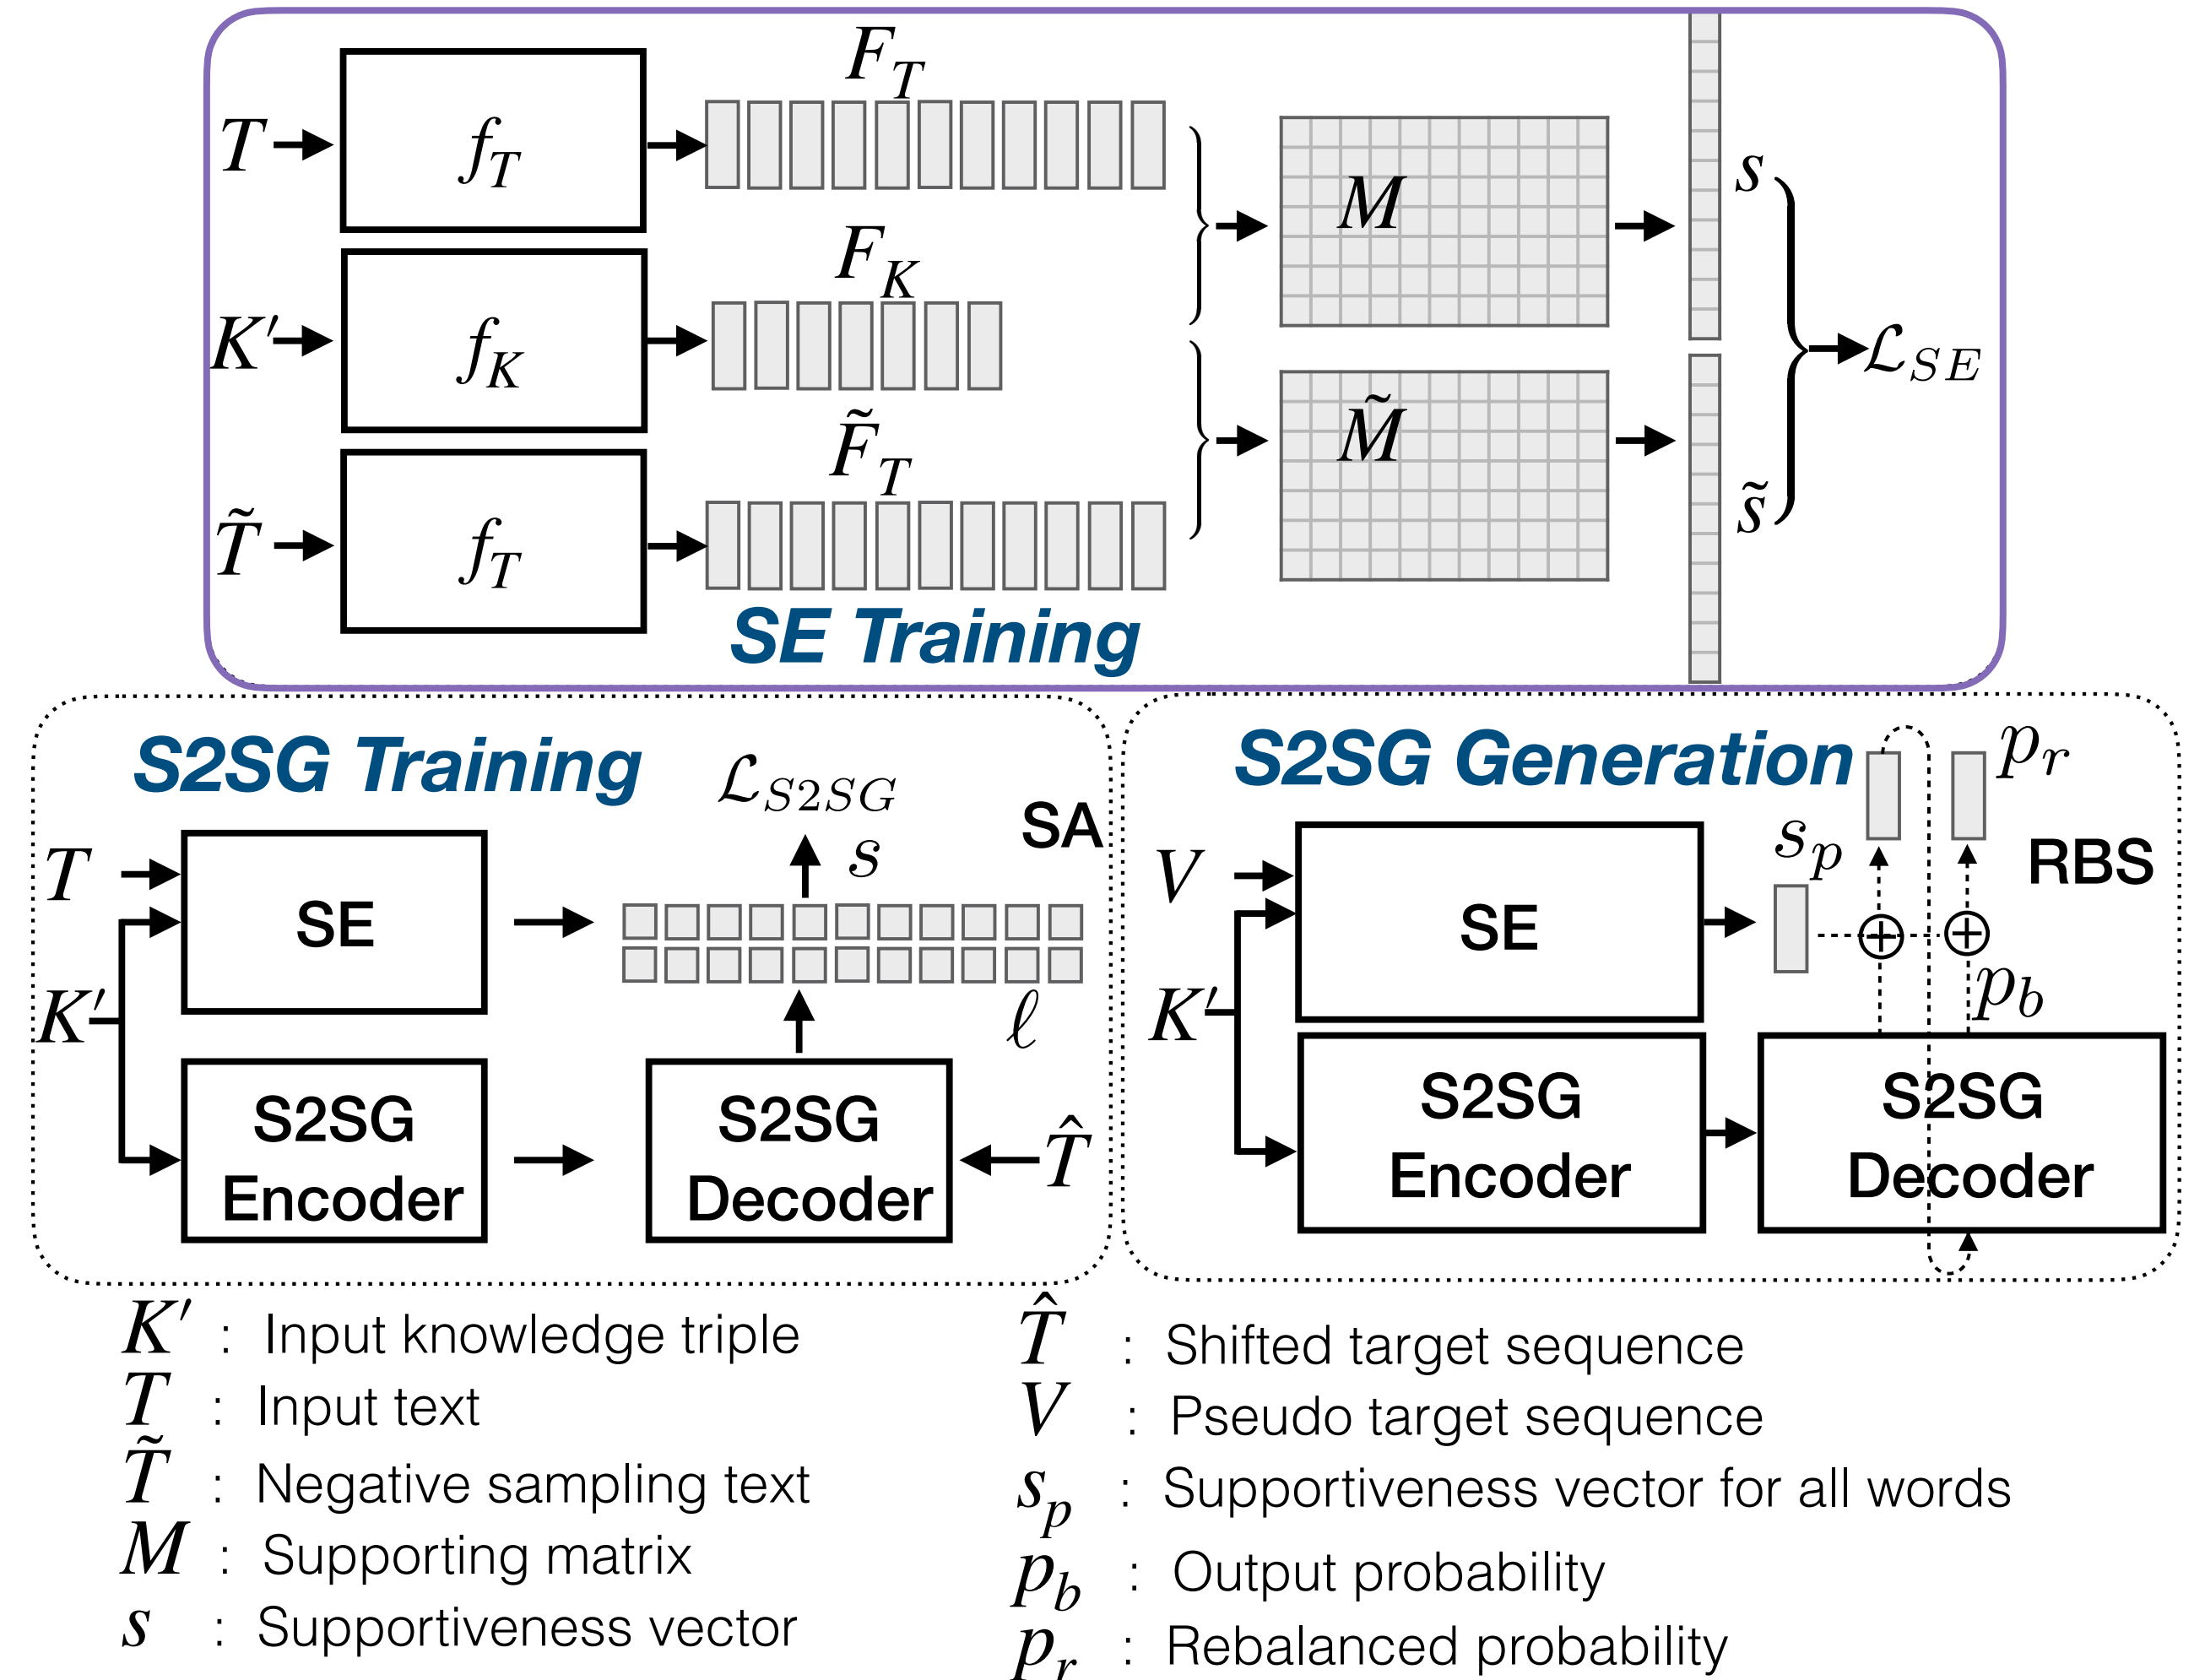 F_T
T f_T
M s
F_K
K′ f_K
ℒ_SE
F̃_T
M̃
T̃ f_T
s̃
SE Training
S2SG Training
ℒ_S2SG
SA
s
T
SE
K′
ℓ
S2SG
Encoder
S2SG
Decoder
T̂
S2SG Generation
p_r
s_p
RBS
V
SE
p_b
K′
S2SG
Encoder
S2SG
Decoder
K′ : Input knowledge triple
T : Input text
T̃ : Negative sampling text
M : Supporting matrix
s : Supportiveness vector
T̂ : Shifted target sequence
V : Pseudo target sequence
s_p : Supportiveness vector for all words
p_b : Output probability
p_r : Rebalanced probability